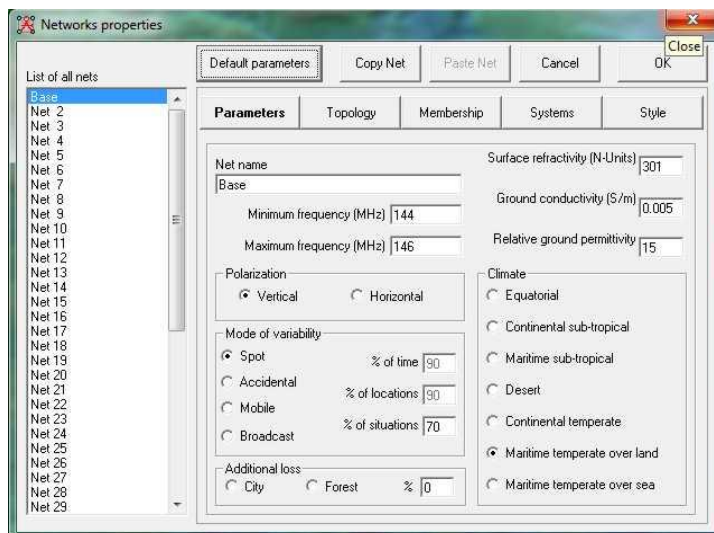 Networks properties
Close
List of all nets
Default parameters
Copy Net
Paste Net
Cancel
OK
Base
Net 2
Net 3
Net 4
Net 5
Net 6
Net 7
Net 8
Net 9
Net 10
Net 11
Net 12
Net 13
Net 14
Net 15
Net 16
Net 17
Net 18
Net 19
Net 20
Net 21
Net 22
Net 23
Net 24
Net 25
Net 26
Net 27
Net 28
Net 29
Parameters
Topology
Membership
Systems
Style
Net name
Base
Minimum frequency (MHz) 144
Maximum frequency (MHz) 146
Surface refractivity (N-Units) 301
Ground conductivity (S/m) 0.005
Relative ground permittivity 15
Polarization
Vertical
Horizontal
Mode of variability
Spot
Accidental
Mobile
Broadcast
% of time 90
% of locations 90
% of situations 70
Additional loss
City
Forest
% 0
Climate
Equatorial
Continental sub-tropical
Maritime sub-tropical
Desert
Continental temperate
Maritime temperate over land
Maritime temperate over sea